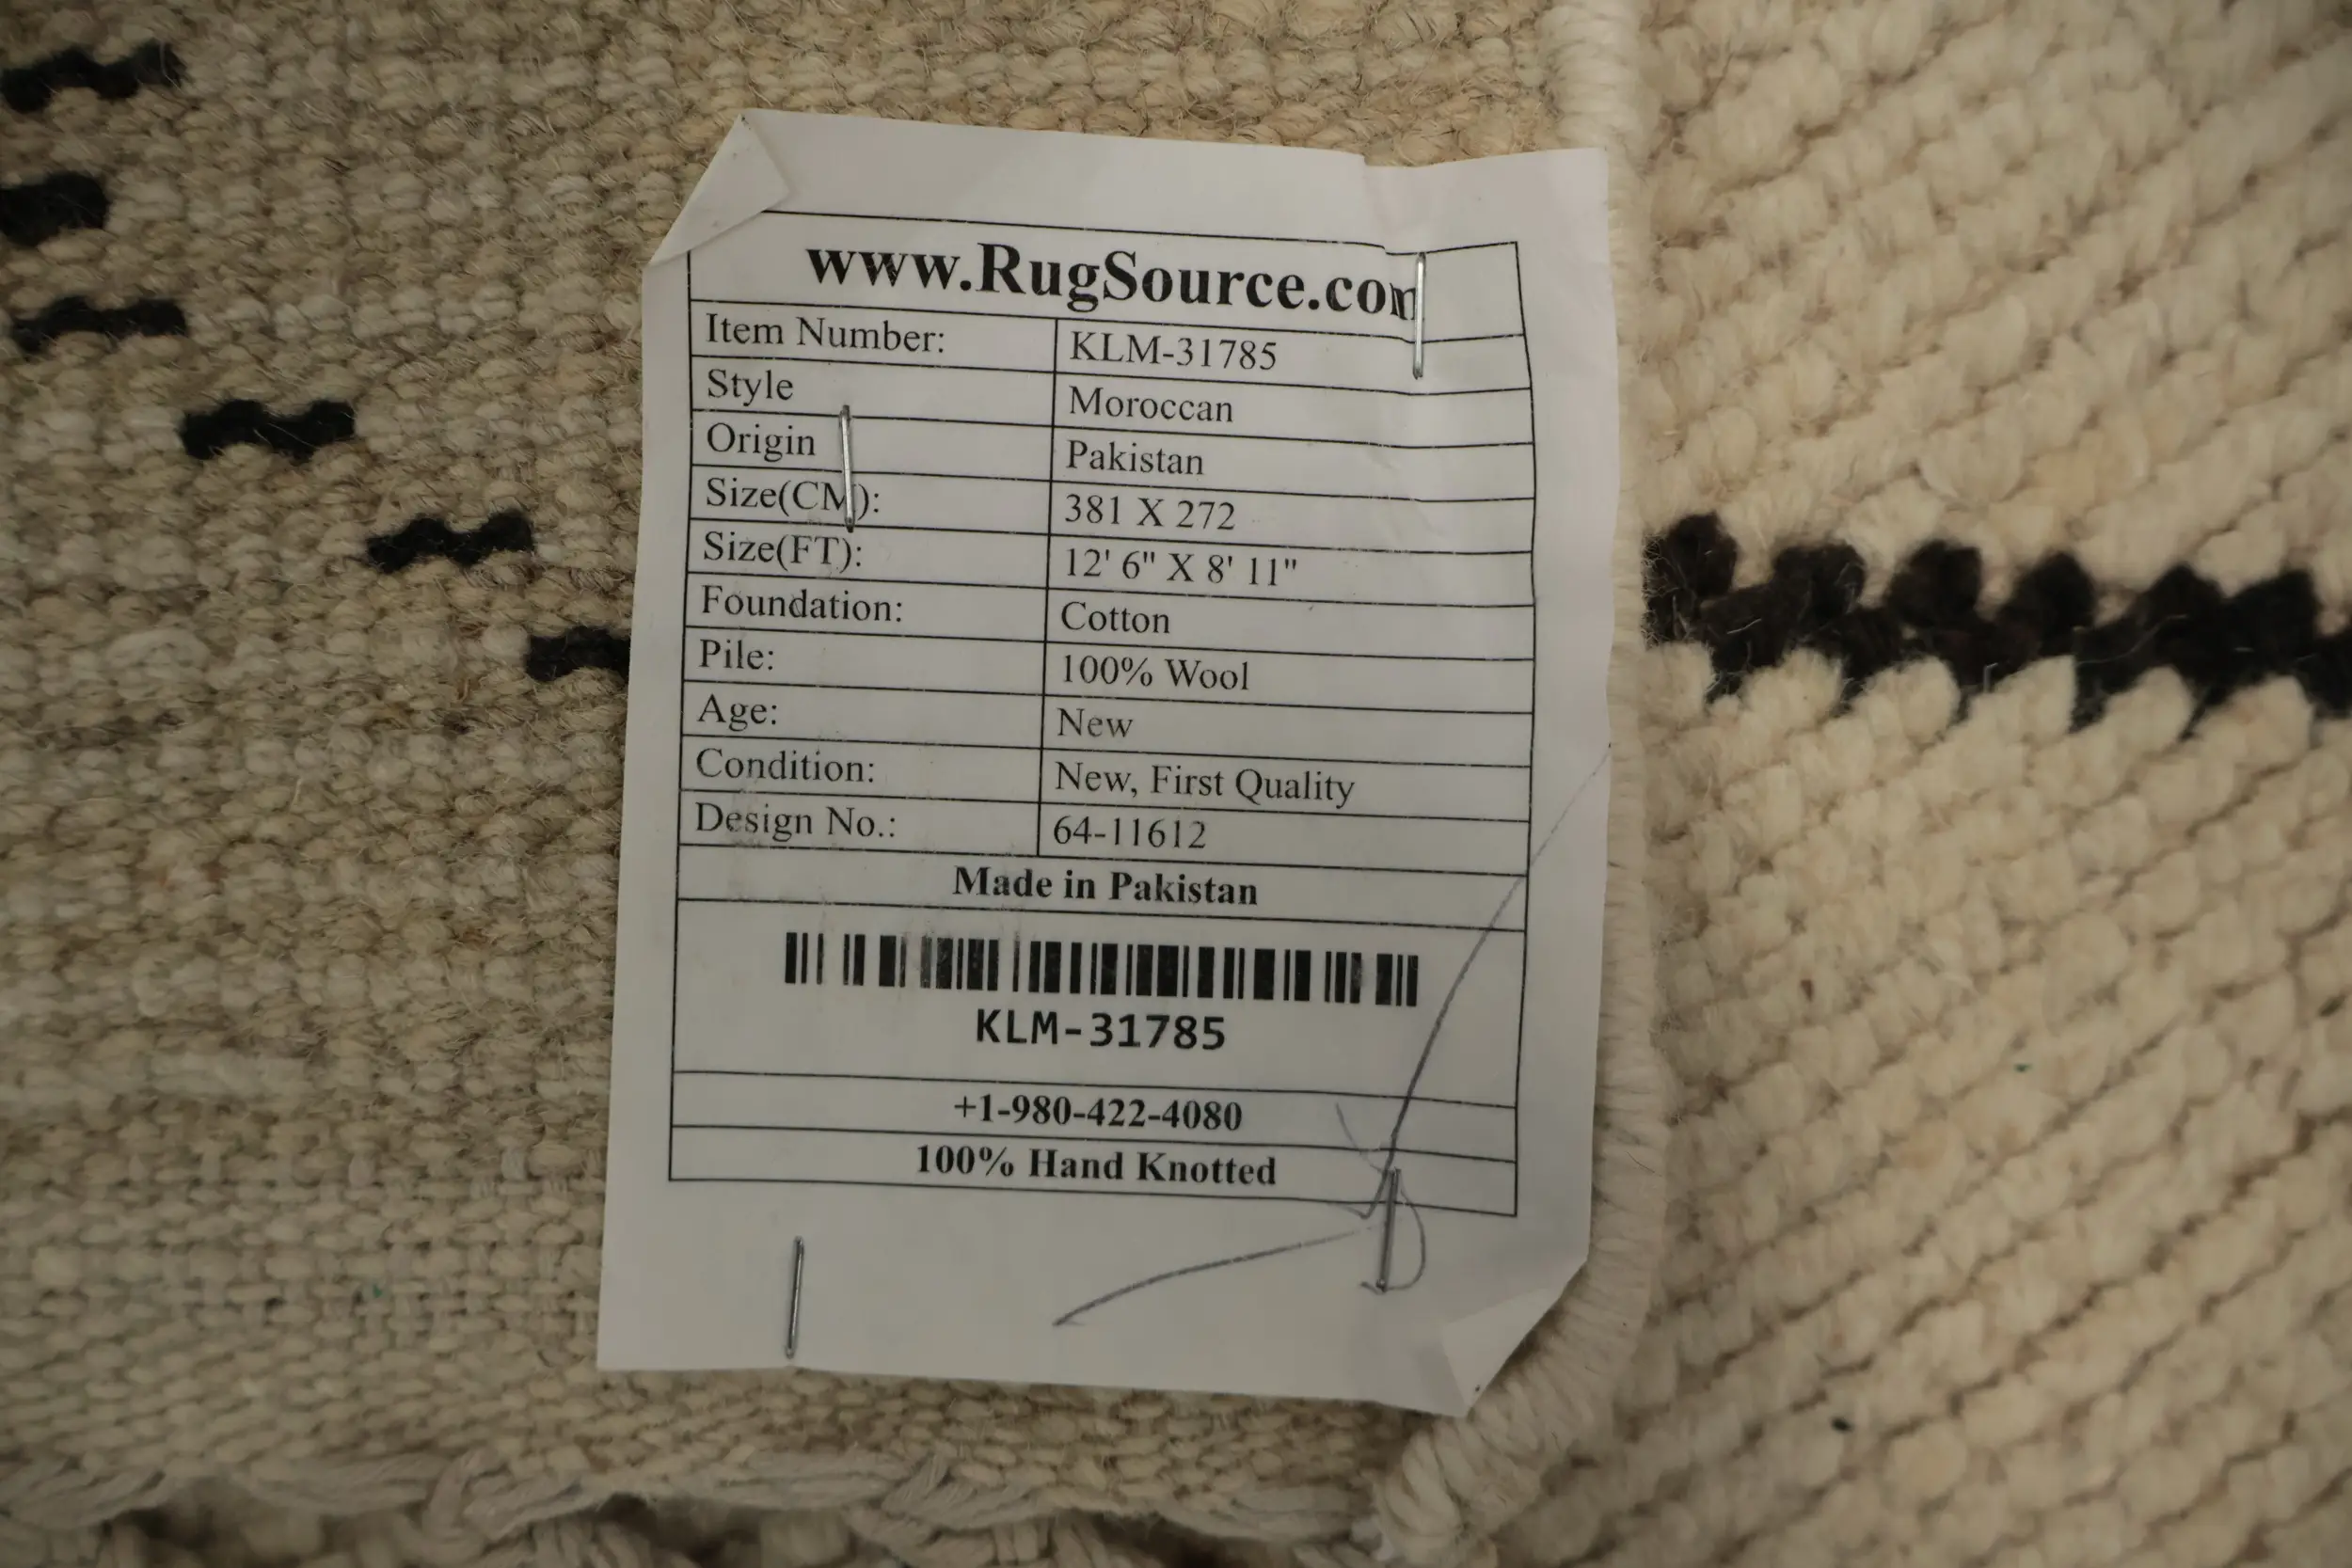 www.RugSource.com
Item Number: KLM-31785
Style Moroccan
Origin Pakistan
Size(CM): 381 X 272
Size(FT): 12' 6" X 8' 11"
Foundation: Cotton
Pile: 100% Wool
Age: New
Condition: New, First Quality
Design No.: 64-11612
Made in Pakistan
KLM-31785
+1-980-422-4080
100% Hand Knotted